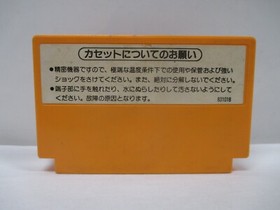 カセットについてのお願い
●精密機器ですので、極端な温度条件下での使用や保管および強い
ショックをさけてください。また、絶対に分解しないでください。
●端子部に手を触れたり、水にぬらしたりして汚さないようにして
ください。故障の原因となります。